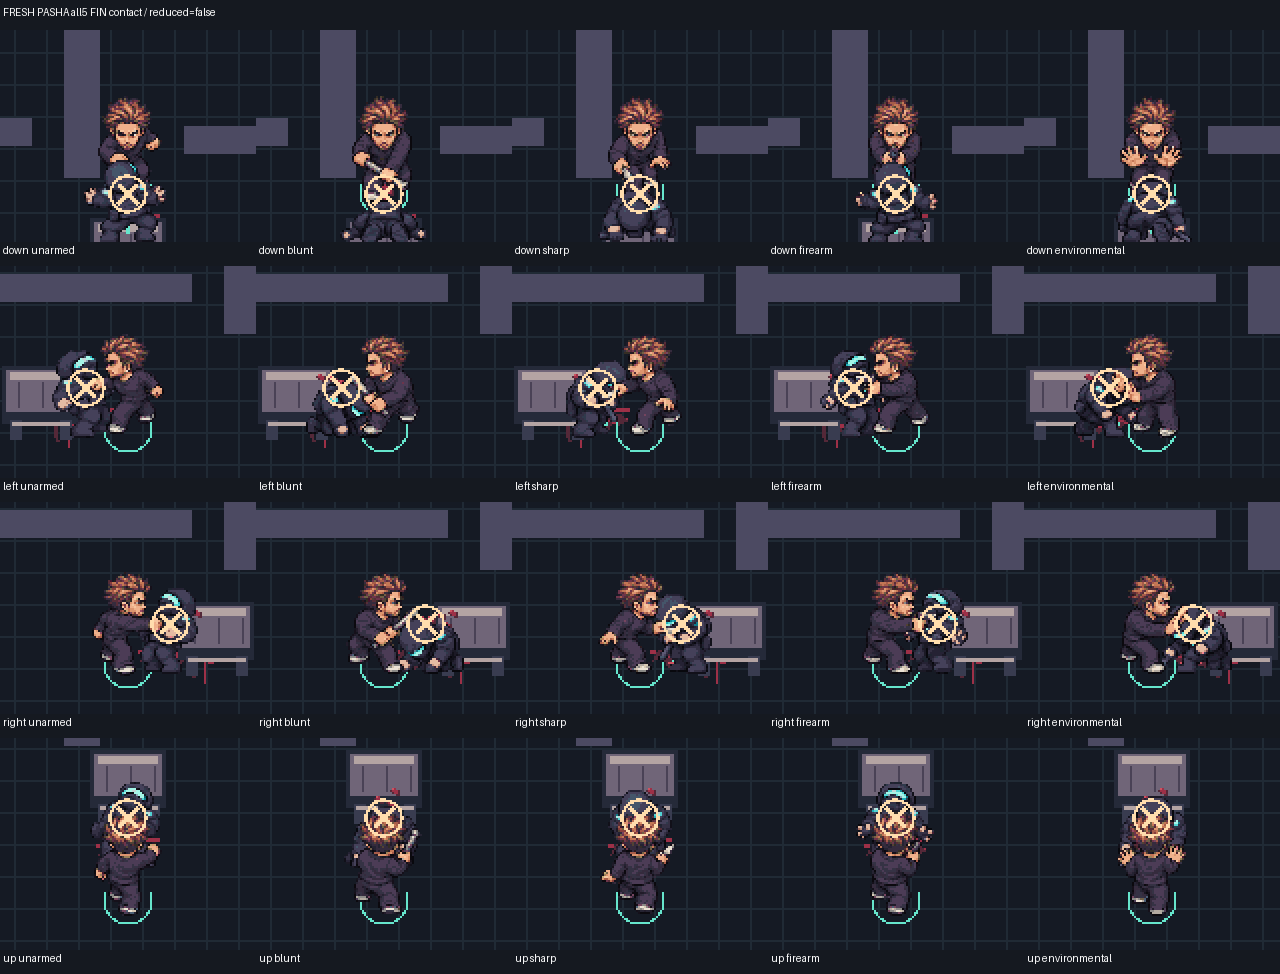 FRESH PASHA all5 FIN contact / reduced=false
down unarmed
down blunt
down sharp
down firearm
down environmental
left unarmed
left blunt
left sharp
left firearm
left environmental
right unarmed
right blunt
right sharp
right firearm
right environmental
up unarmed
up blunt
up sharp
up firearm
up environmental